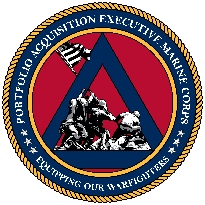 PORTFOLIO ACQUISITION EXECUTIVE MARINE CORPS
EQUIPPING OUR WARFIGHTERS